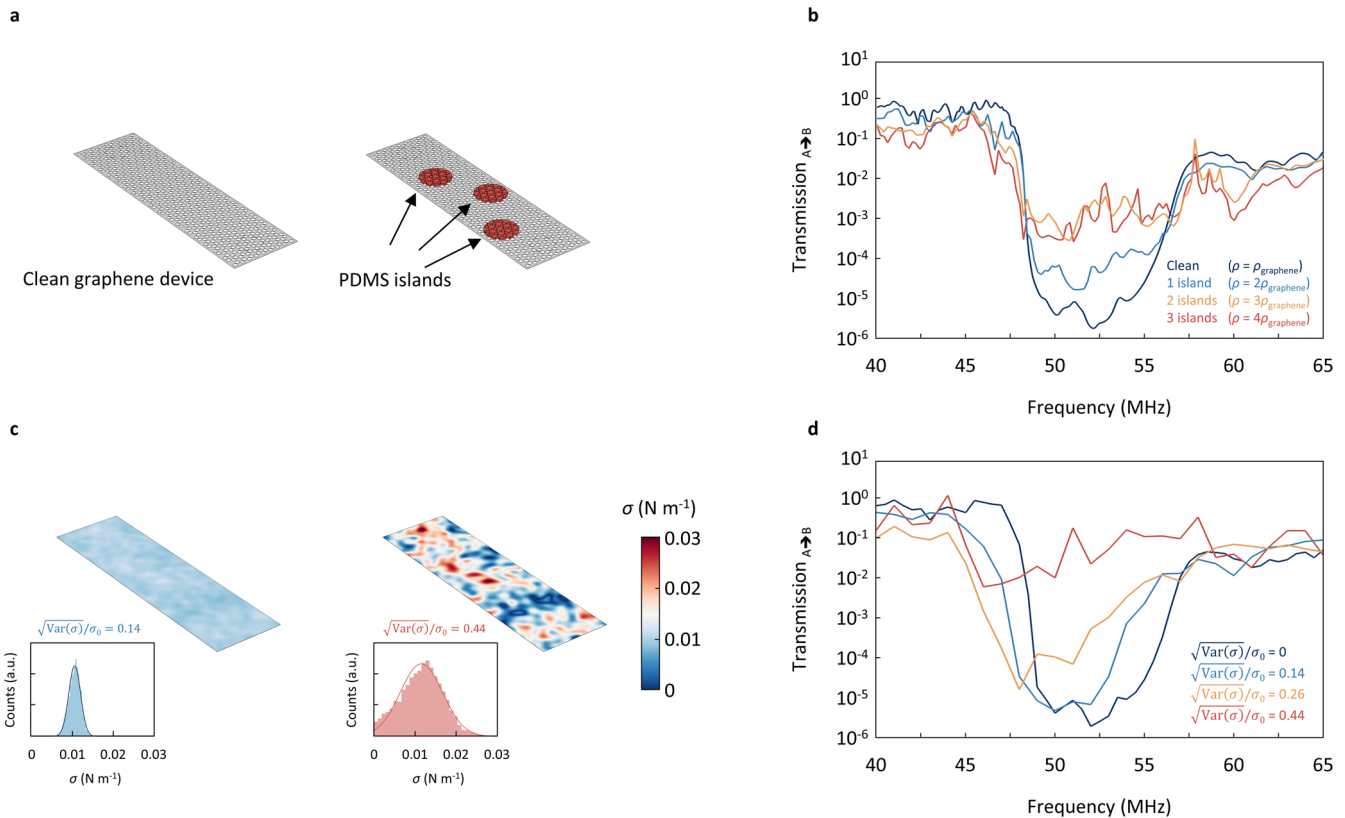 a
Clean graphene device
PDMS islands
b
10¹
10⁰
10⁻¹
10⁻²
10⁻³
10⁻⁴
10⁻⁵
10⁻⁶
Transmission A➔B
Clean (ρ = ρgraphene)
1 island (ρ = 2ρgraphene)
2 islands (ρ = 3ρgraphene)
3 islands (ρ = 4ρgraphene)
40 45 50 55 60 65
Frequency (MHz)
c
√Var(σ)/σ₀ = 0.14
Counts (a.u.)
0 0.01 0.02 0.03
σ (N m⁻¹)
√Var(σ)/σ₀ = 0.44
Counts (a.u.)
0 0.01 0.02 0.03
σ (N m⁻¹)
σ (N m⁻¹)
0.03
0.02
0.01
0
d
10¹
10⁰
10⁻¹
10⁻²
10⁻³
10⁻⁴
10⁻⁵
10⁻⁶
Transmission A➔B
√Var(σ)/σ₀ = 0
√Var(σ)/σ₀ = 0.14
√Var(σ)/σ₀ = 0.26
√Var(σ)/σ₀ = 0.44
40 45 50 55 60 65
Frequency (MHz)